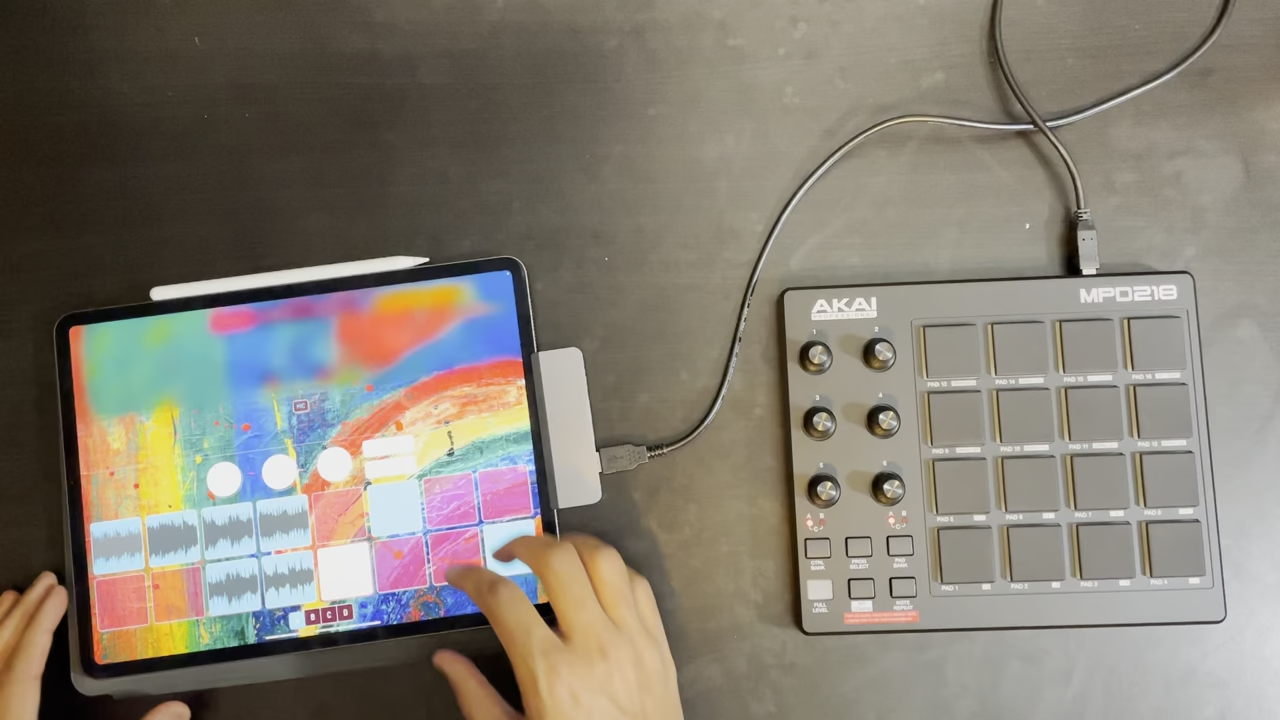 AKAI
PROFESSIONAL
MPD218
1
2
PAD 13
PAD 14
PAD 15
PAD 16
3
4
PAD 9
PAD 10
PAD 11
PAD 12
5
6
PAD 5
PAD 6
PAD 7
PAD 8
A B
C
A B
C
CTRL
BANK
PROG
SELECT
PAD
BANK
PAD 1
PAD 2
PAD 3
PAD 4
FULL
LEVEL
NOTE
REPEAT
B C D